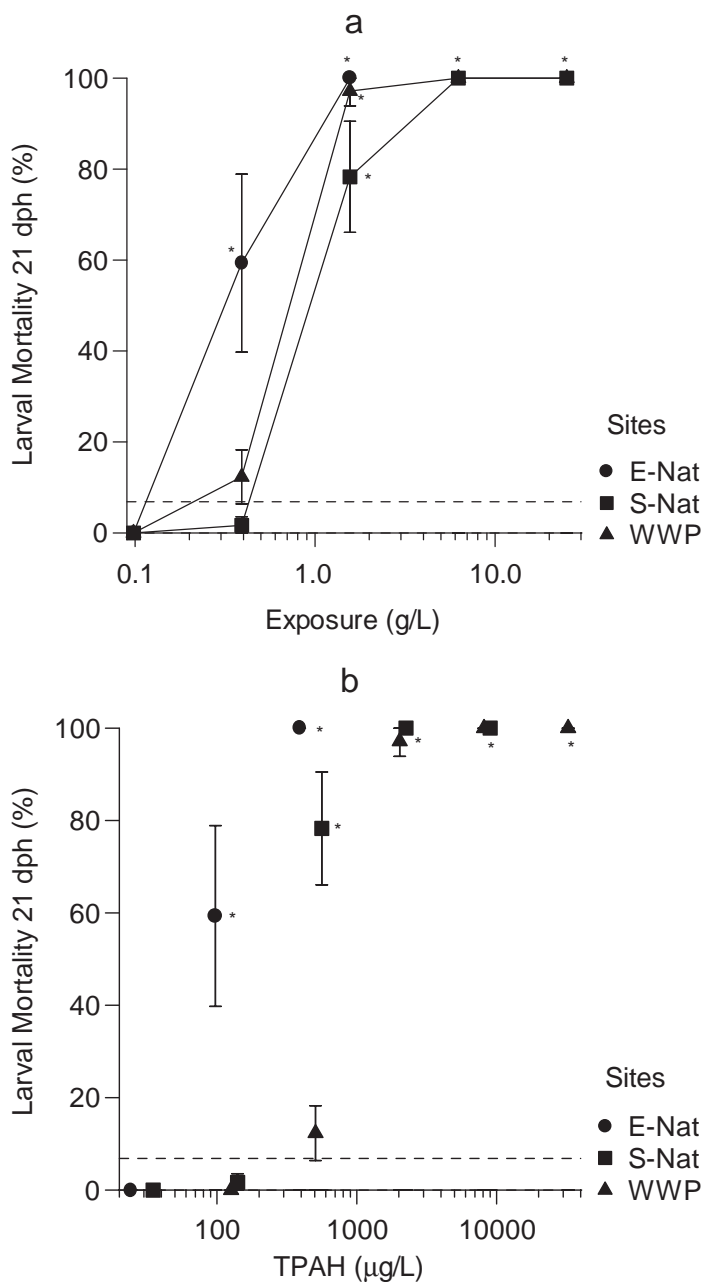 a
*
*
*
100
*
80
*
60
*
40
20
0
Larval Mortality 21 dph (%)
Sites
E-Nat
S-Nat
WWP
0.1
1.0
10.0
Exposure (g/L)
b
100
*
*
*
*
80
*
60
*
40
20
0
Larval Mortality 21 dph (%)
Sites
E-Nat
S-Nat
WWP
100
1000
10000
TPAH (µg/L)